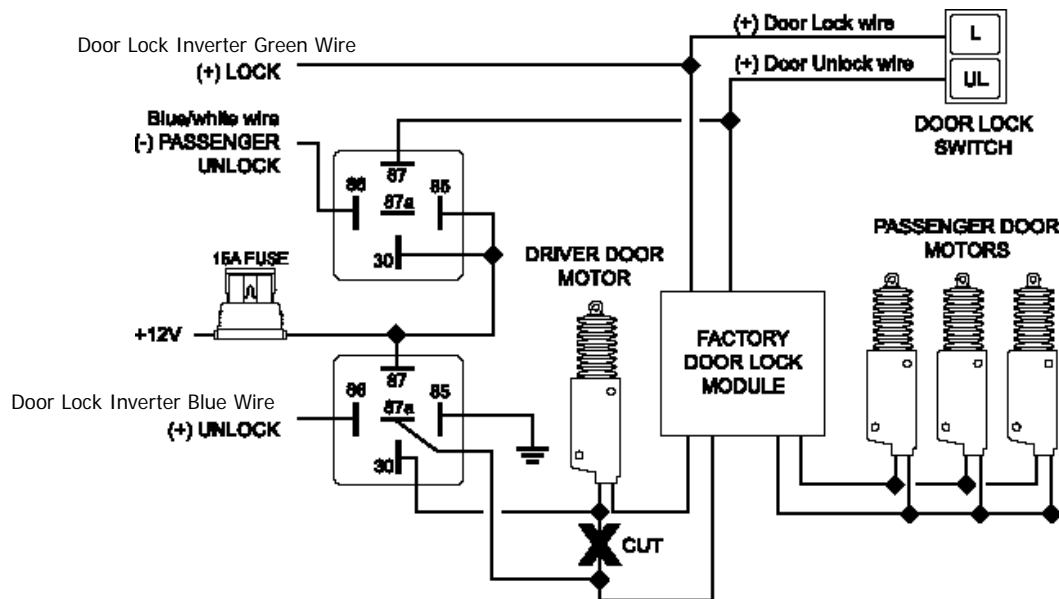 (+) Door Lock wire
L
Door Lock Inverter Green Wire
(+) LOCK
(+) Door Unlock wire
UL
DOOR LOCK
SWITCH
Blue/white wire
(-) PASSENGER
UNLOCK
87
86
87a
85
30
15A FUSE
+12V
DRIVER DOOR
MOTOR
PASSENGER DOOR
MOTORS
FACTORY
DOOR LOCK
MODULE
87
86
87a
85
30
Door Lock Inverter Blue Wire
(+) UNLOCK
CUT